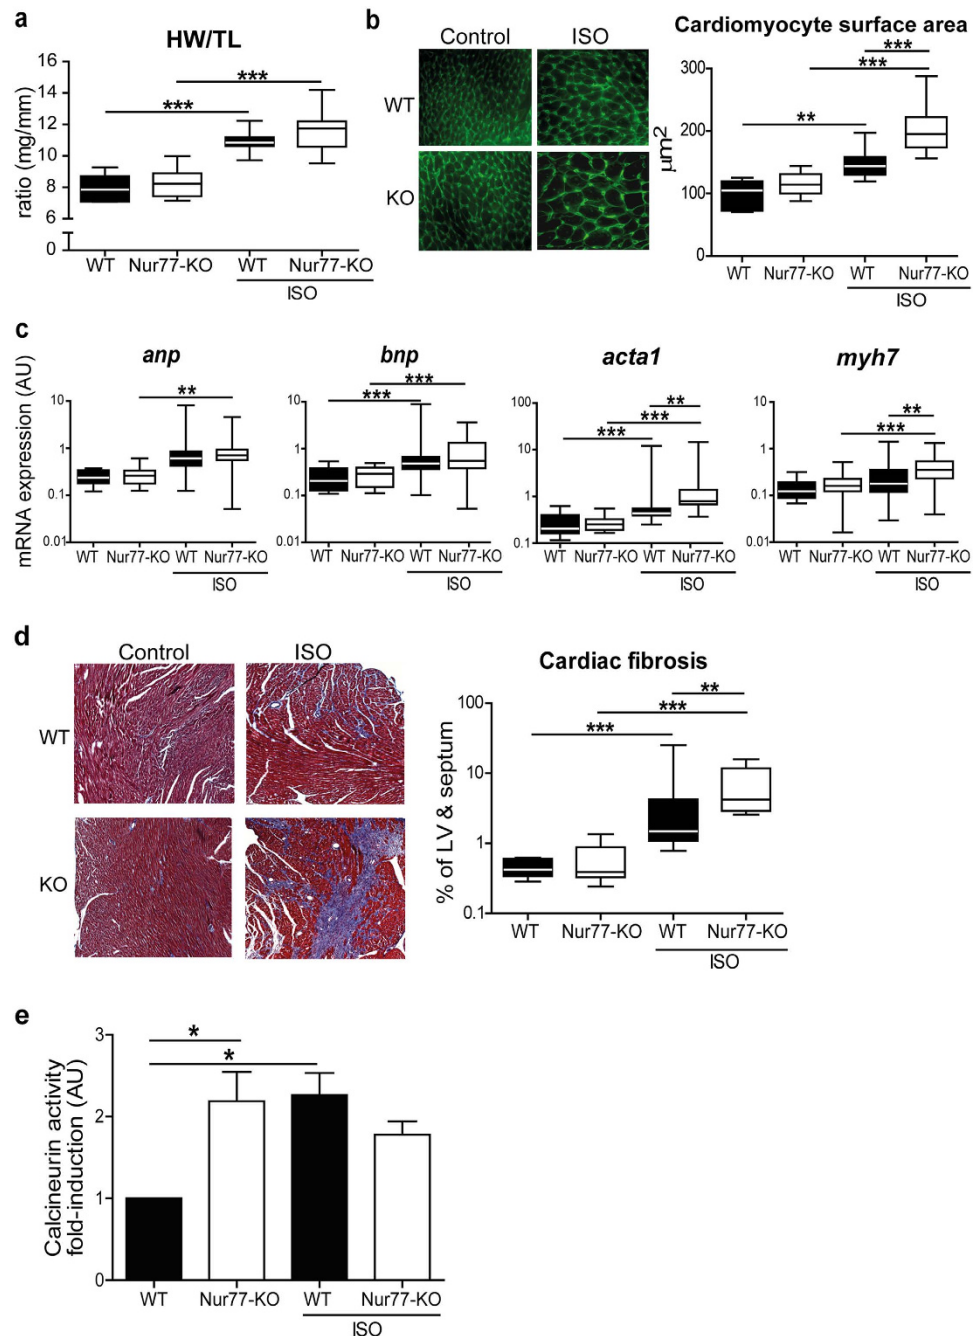 a
HW/TL
ratio (mg/mm)
16
14
12
10
8
6
0
***
***
WT
Nur77-KO
WT
Nur77-KO
ISO
b
Control
ISO
WT
KO
Cardiomyocyte surface area
µm2
300
200
100
0
***
***
**
WT
Nur77-KO
WT
Nur77-KO
ISO
c
mRNA expression (AU)
anp
10
1
0.1
0.01
**
WT
Nur77-KO
WT
Nur77-KO
ISO
bnp
10
1
0.1
0.01
***
***
WT
Nur77-KO
WT
Nur77-KO
ISO
acta1
100
10
1
0.1
**
***
***
WT
Nur77-KO
WT
Nur77-KO
ISO
myh7
10
1
0.1
0.01
**
***
WT
Nur77-KO
WT
Nur77-KO
ISO
d
Control
ISO
WT
KO
Cardiac fibrosis
% of LV & septum
100
10
1
0.1
**
***
***
WT
Nur77-KO
WT
Nur77-KO
ISO
e
Calcineurin activity
fold-induction (AU)
3
2
1
0
*
*
WT
Nur77-KO
WT
Nur77-KO
ISO